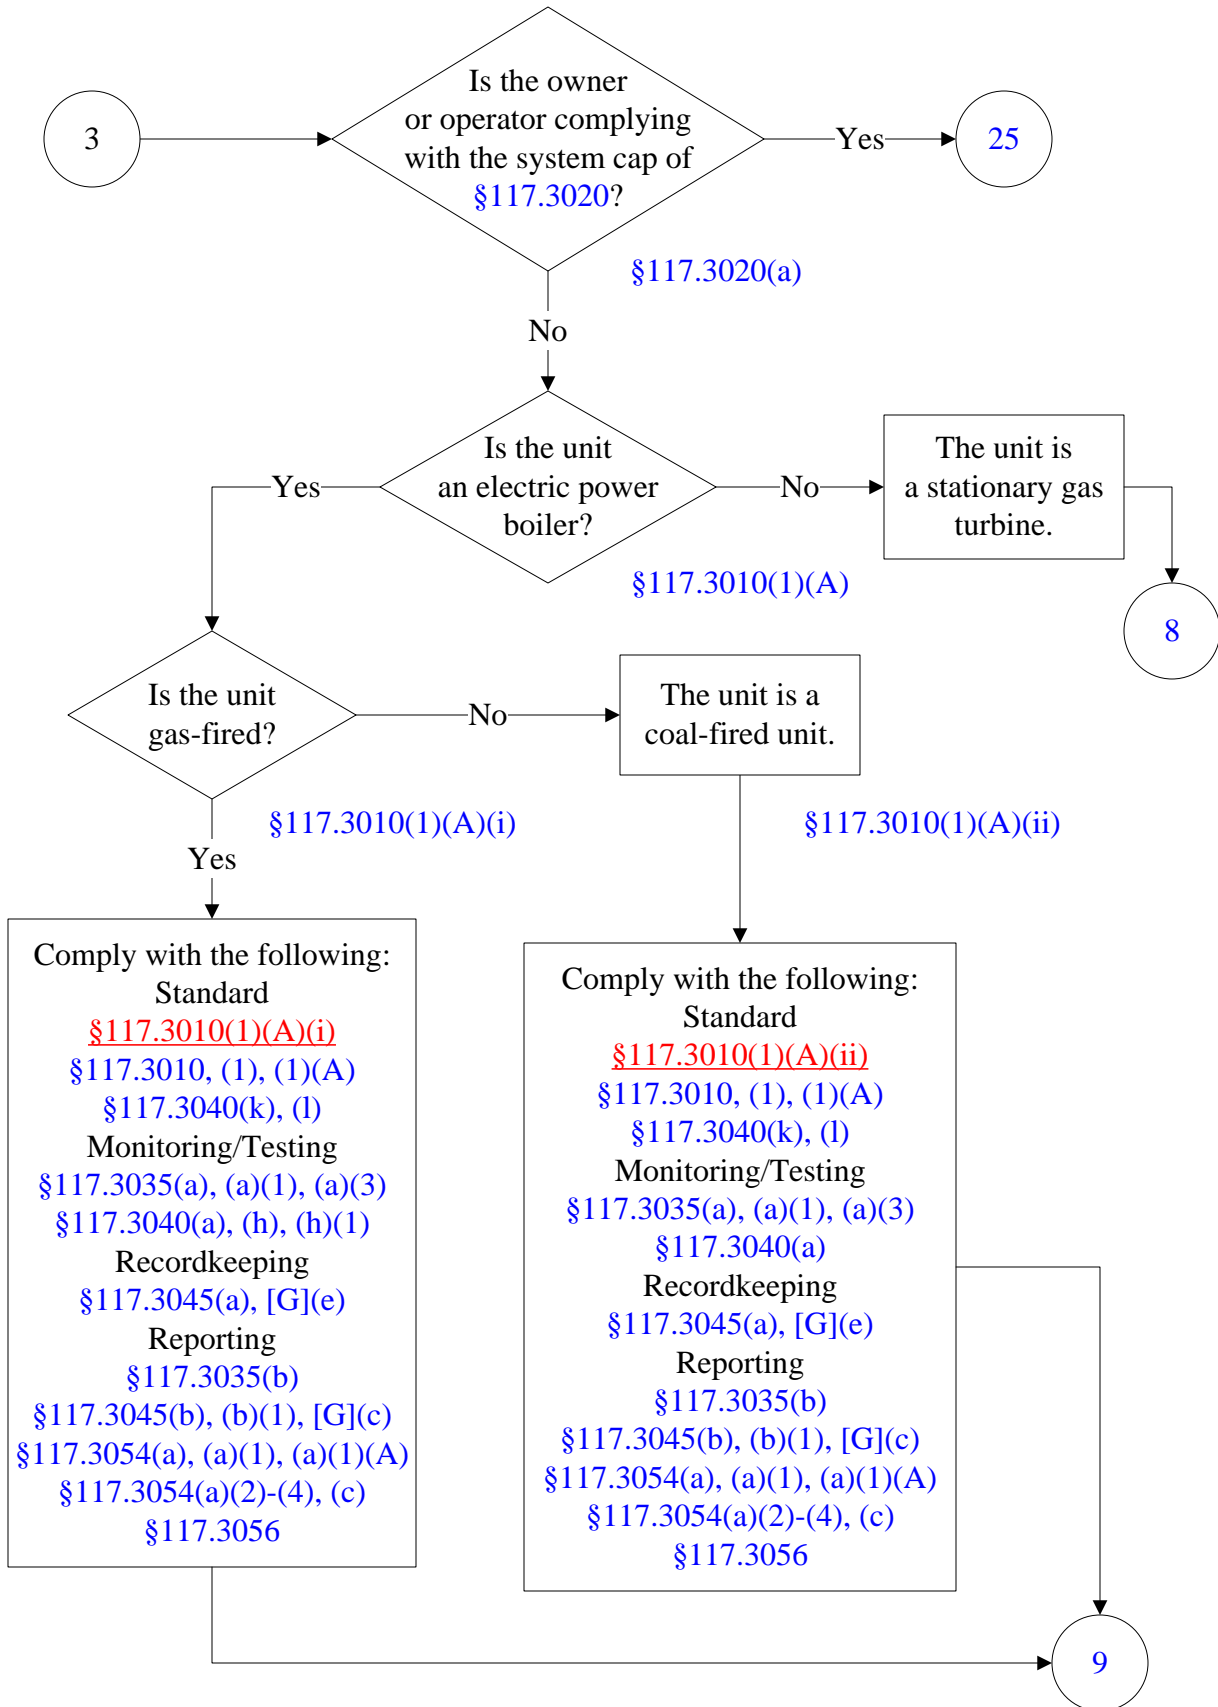 3
Is the owner
or operator complying
with the system cap of
§117.3020?
Yes
25
§117.3020(a)
No
Is the unit
an electric power
boiler?
Yes
No
The unit is
a stationary gas
turbine.
§117.3010(1)(A)
8
Is the unit
gas-fired?
No
The unit is a
coal-fired unit.
§117.3010(1)(A)(i)
§117.3010(1)(A)(ii)
Yes
Comply with the following:
Standard
§117.3010(1)(A)(i)
§117.3010, (1), (1)(A)
§117.3040(k), (l)
Monitoring/Testing
§117.3035(a), (a)(1), (a)(3)
§117.3040(a), (h), (h)(1)
Recordkeeping
§117.3045(a), [G](e)
Reporting
§117.3035(b)
§117.3045(b), (b)(1), [G](c)
§117.3054(a), (a)(1), (a)(1)(A)
§117.3054(a)(2)-(4), (c)
§117.3056
Comply with the following:
Standard
§117.3010(1)(A)(ii)
§117.3010, (1), (1)(A)
§117.3040(k), (l)
Monitoring/Testing
§117.3035(a), (a)(1), (a)(3)
§117.3040(a)
Recordkeeping
§117.3045(a), [G](e)
Reporting
§117.3035(b)
§117.3045(b), (b)(1), [G](c)
§117.3054(a), (a)(1), (a)(1)(A)
§117.3054(a)(2)-(4), (c)
§117.3056
9